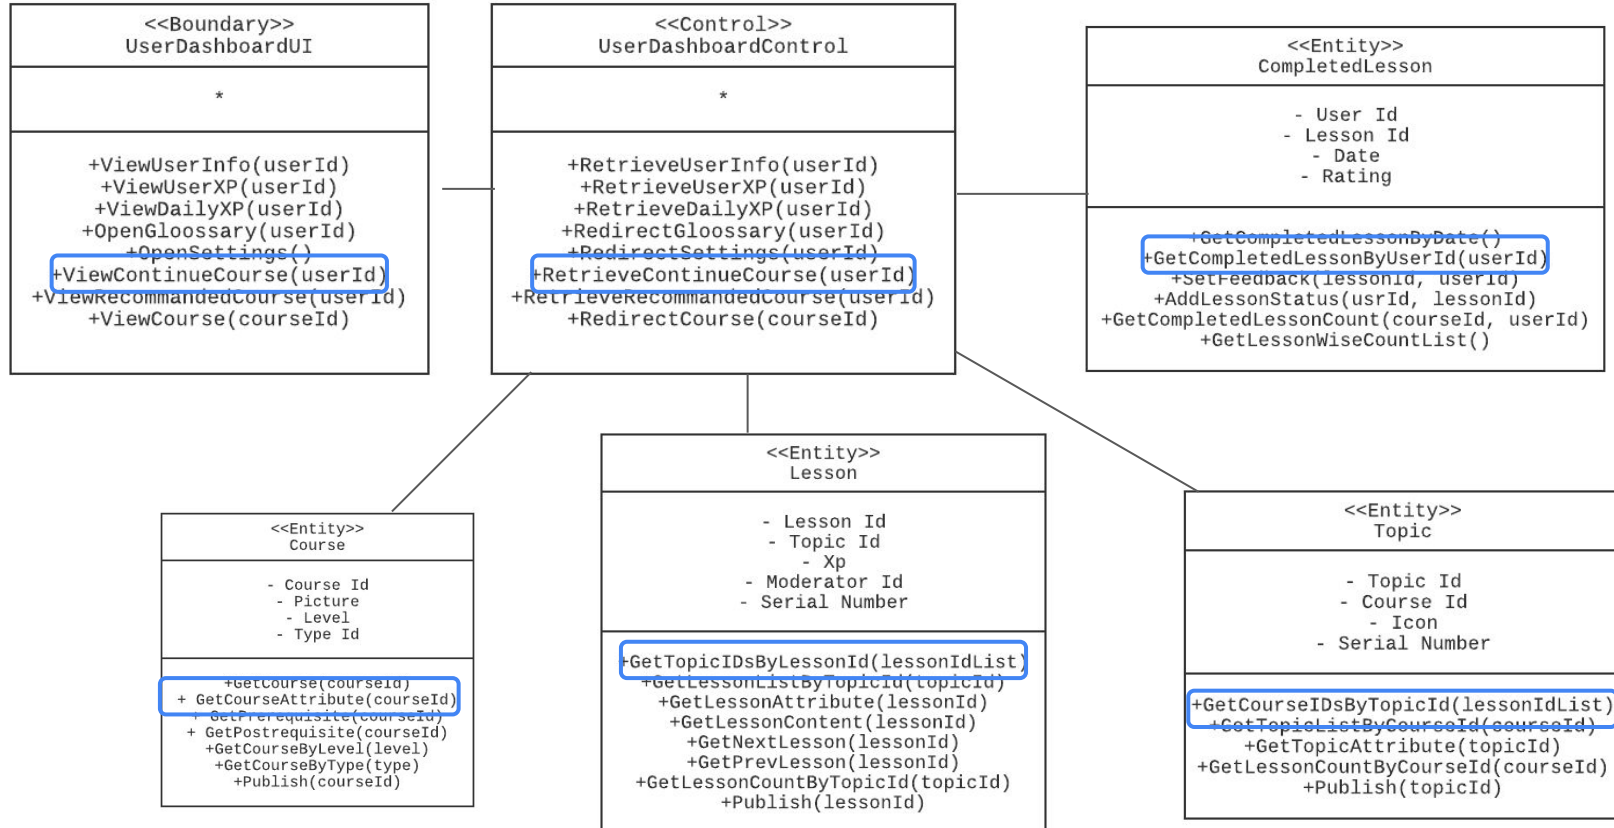 <<Boundary>>
UserDashboardUI
*
+ViewUserInfo(userId)
+ViewUserXP(userId)
+ViewDailyXP(userId)
+OpenGloossary(userId)
+OpenSettings()
+ViewContinueCourse(userId)
+ViewRecommandedCourse(userId)
+ViewCourse(courseId)
<<Control>>
UserDashboardControl
*
+RetrieveUserInfo(userId)
+RetrieveUserXP(userId)
+RetrieveDailyXP(userId)
+RedirectGloossary(userId)
+RedirectSettings(userId)
+RetrieveContinueCourse(userId)
+RetrieveRecommandedCourse(userId)
+RedirectCourse(courseId)
<<Entity>>
CompletedLesson
- User Id
- Lesson Id
- Date
- Rating
+GetCompletedLessonByDate()
+GetCompletedLessonByUserId(userId)
+SetFeedback(lessonId, userId)
+AddLessonStatus(usrId, lessonId)
+GetCompletedLessonCount(courseId, userId)
+GetLessonWiseCountList()
<<Entity>>
Course
- Course Id
- Picture
- Level
- Type Id
+GetCourse(courseId)
+ GetCourseAttribute(courseId)
+ GetPrerequisite(courseId)
+ GetPostrequisite(courseId)
+GetCourseByLevel(level)
+GetCourseByType(type)
+Publish(courseId)
<<Entity>>
Lesson
- Lesson Id
- Topic Id
- Xp
- Moderator Id
- Serial Number
+GetTopicIDsByLessonId(lessonIdList)
+GetLessonListByTopicId(topicId)
+GetLessonAttribute(lessonId)
+GetLessonContent(lessonId)
+GetNextLesson(lessonId)
+GetPrevLesson(lessonId)
+GetLessonCountByTopicId(topicId)
+Publish(lessonId)
<<Entity>>
Topic
- Topic Id
- Course Id
- Icon
- Serial Number
+GetCourseIDsByTopicId(lessonIdList)
+GetTopicListByCourseId(courseId)
+GetTopicAttribute(topicId)
+GetLessonCountByCourseId(courseId)
+Publish(topicId)